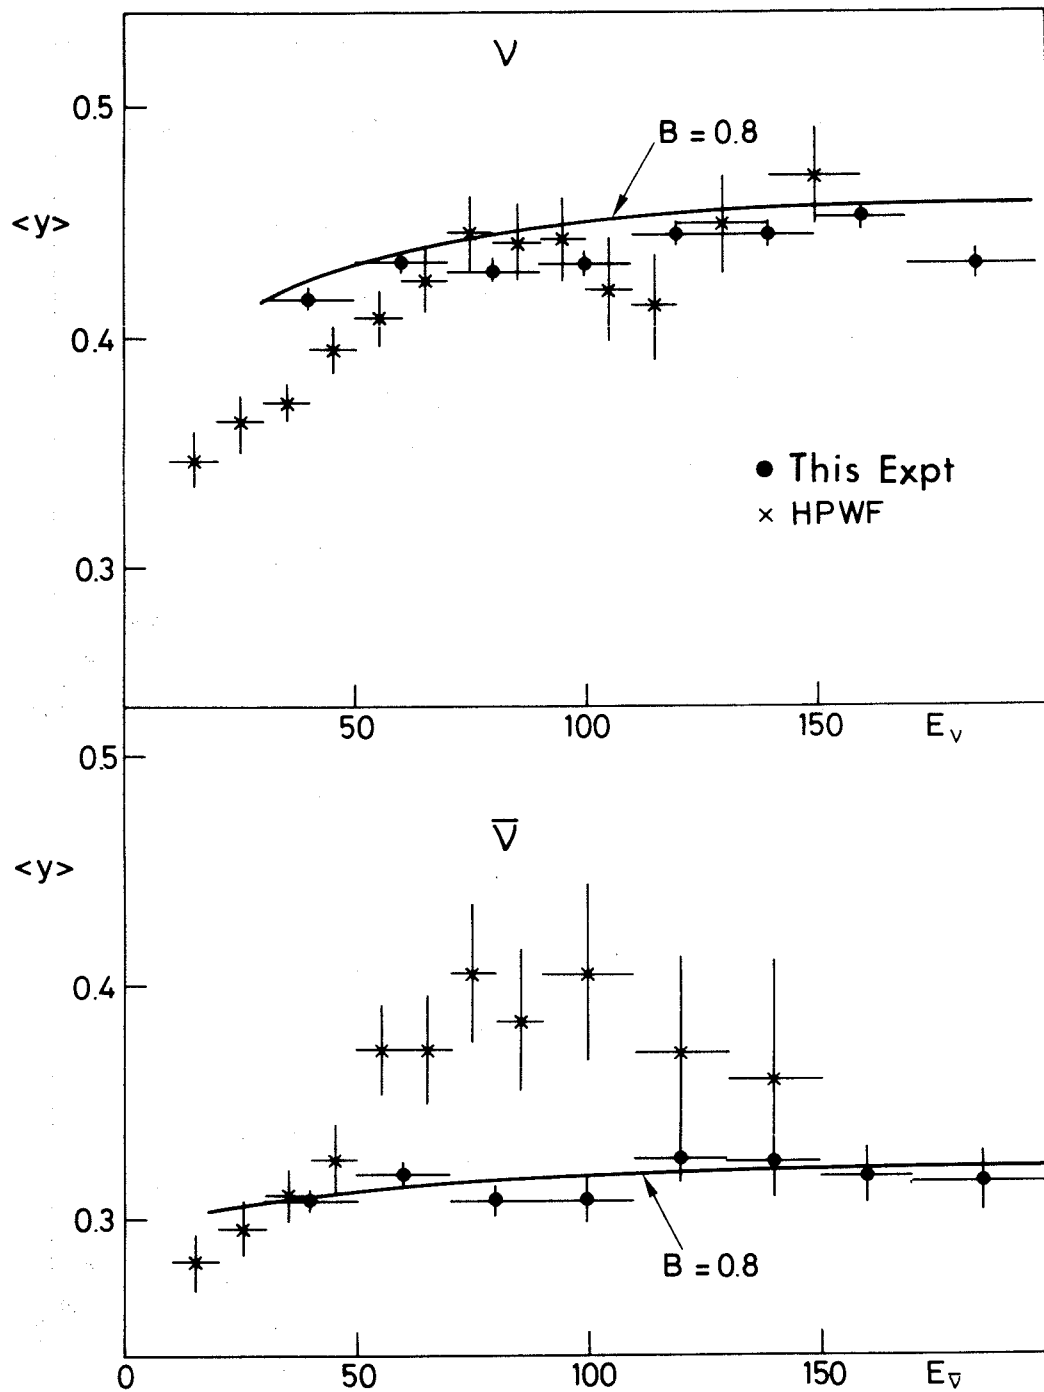 ν
0.5
B = 0.8
<y>
0.4
● This Expt
× HPWF
0.3
50 100 150 E_ν
0.5
ν̅
<y>
0.4
0.3
B = 0.8
0 50 100 150 E_ν̅